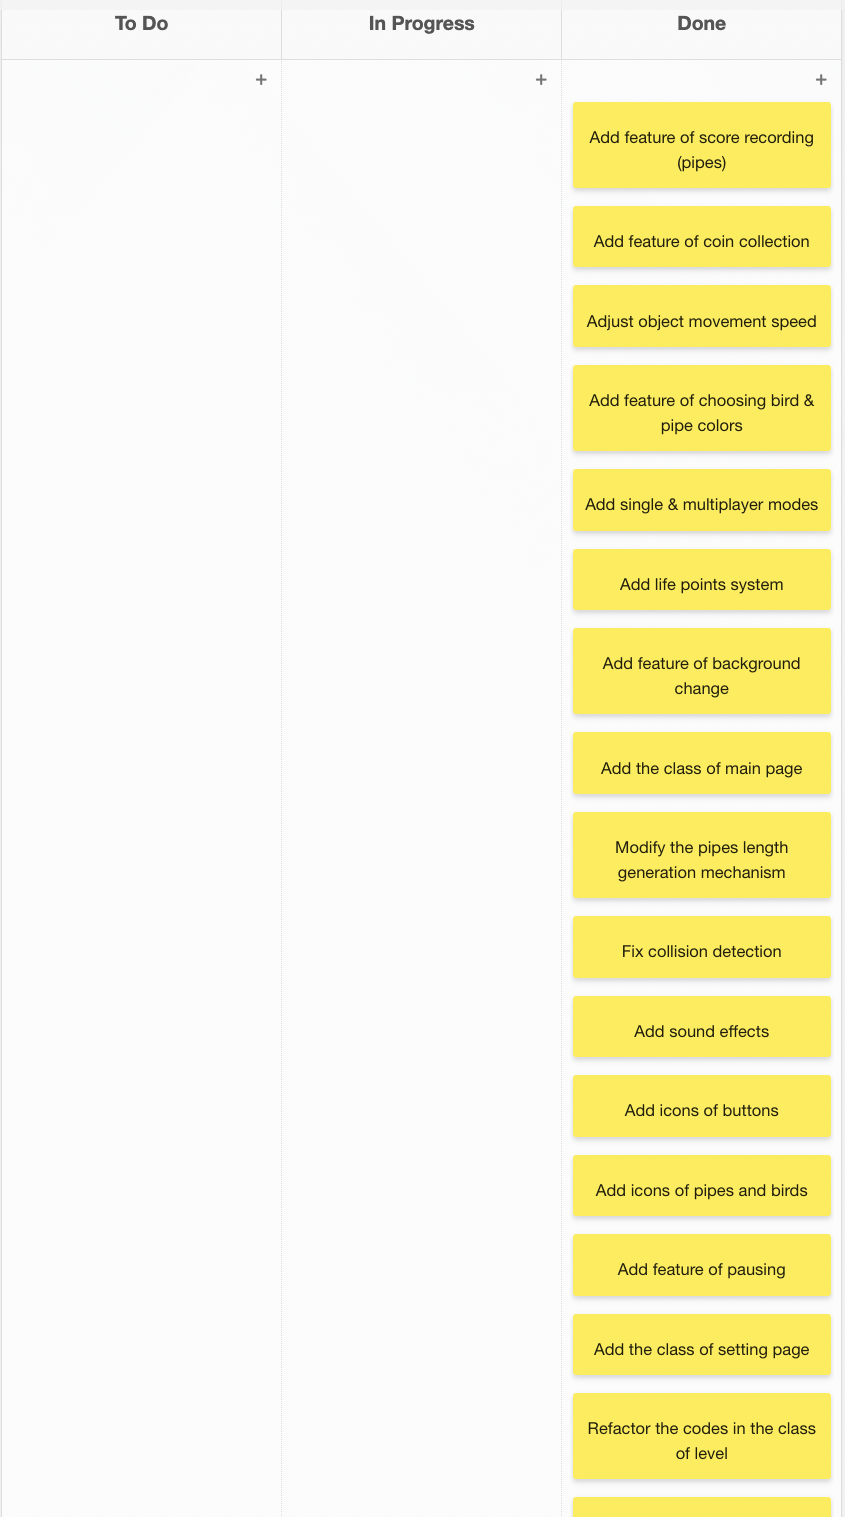 To Do
In Progress
Done
+
+
+
Add feature of score recording
(pipes)
Add feature of coin collection
Adjust object movement speed
Add feature of choosing bird &
pipe colors
Add single & multiplayer modes
Add life points system
Add feature of background
change
Add the class of main page
Modify the pipes length
generation mechanism
Fix collision detection
Add sound effects
Add icons of buttons
Add icons of pipes and birds
Add feature of pausing
Add the class of setting page
Refactor the codes in the class
of level